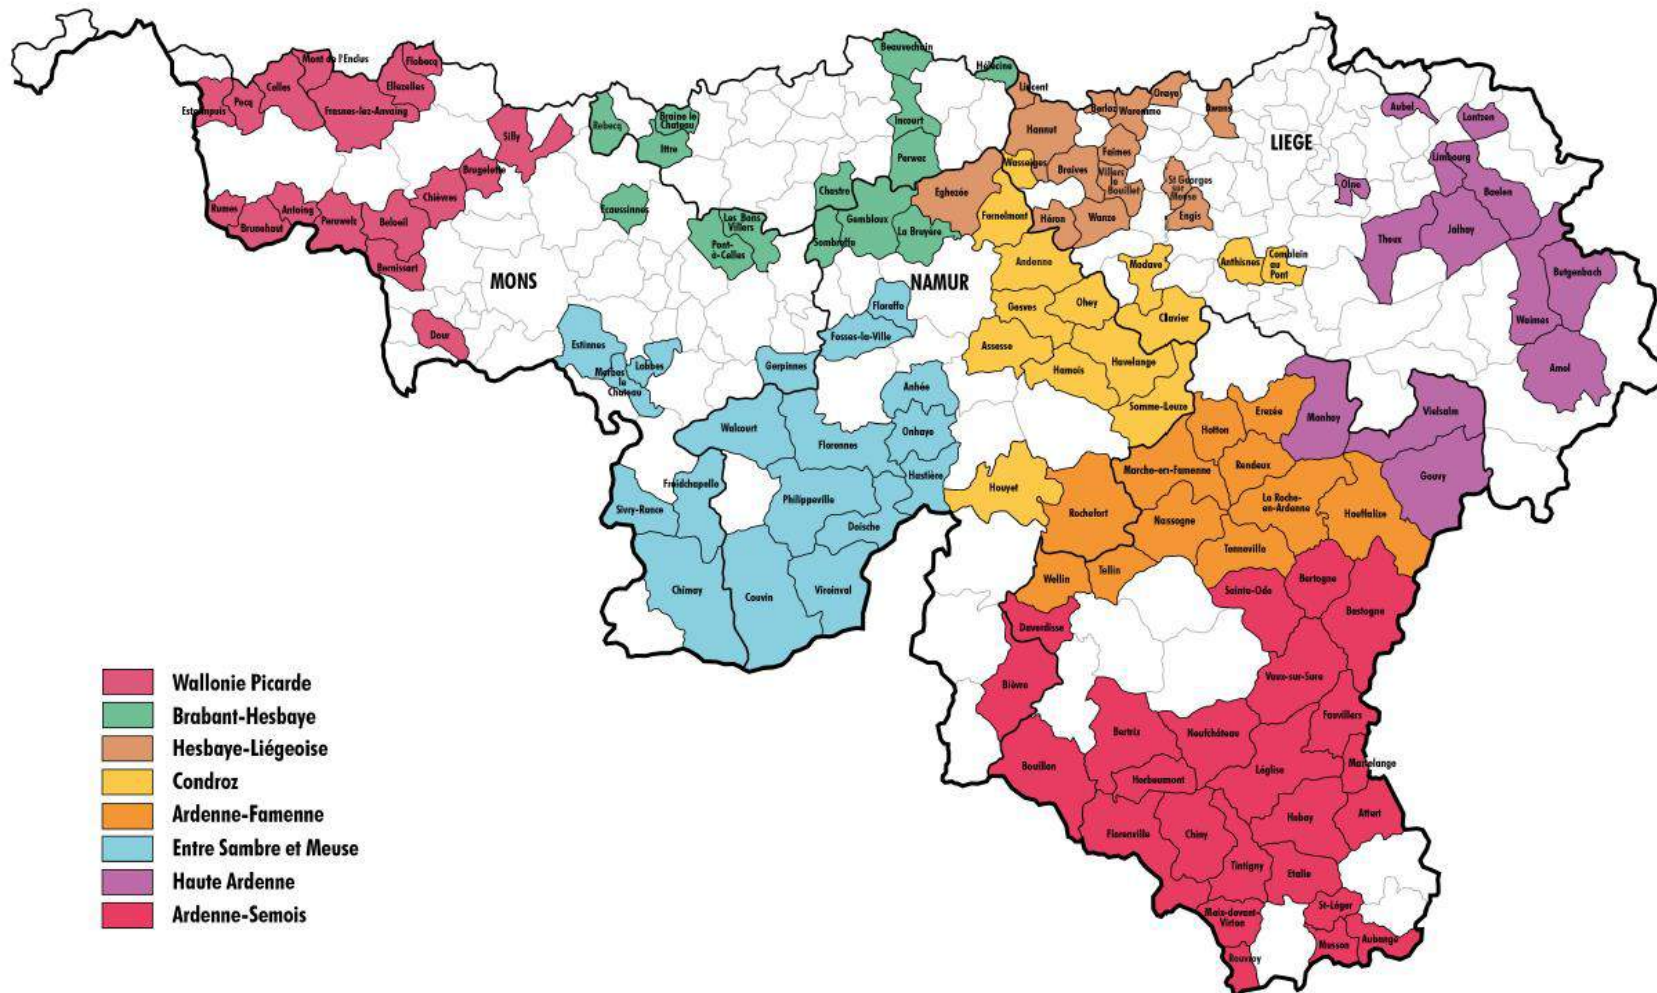 Beauvechain
Hélécine
Mont de l'Enclus
Flobecq
Celles
Ellezelles
Estaimpuis
Pecq
Frasnes-lez-Anvaing
Silly
Rebecq
Braine le
Chateau
Ittre
Incourt
Perwez
Lincent
Berloz
Oreye
Waremme
Awans
Hannut
Faimes
Wasseiges
Braives
Villers
le
Bouillet
St Georges
sur
Meuse
Engis
Héron
Wanze
LIEGE
Aubel
Lontzen
Limbourg
Olne
Baelen
Theux
Jalhay
Butgenbach
Waimes
Amel
Brugelette
Chièvres
Rumes
Antoing
Brunehaut
Peruwelz
Beloeil
Bernissart
MONS
Dour
Ecaussinnes
Les Bons
Villers
Pont-
à-Celles
Chastre
Gembloux
Sombreffe
La Bruyère
Eghezée
Fernelmont
NAMUR
Andenne
Gesves
Ohey
Assesse
Hamois
Havelange
Somme-Leuze
Modave
Clavier
Anthisnes
Comblain
au
Pont
Floreffe
Fosses-la-Ville
Estinnes
Lobbes
Merbes
le
Chateau
Gerpinnes
Anhée
Walcourt
Florennes
Onhaye
Hastière
Froidchapelle
Philippeville
Sivry-Rance
Doische
Chimay
Couvin
Viroinval
Houyet
Rochefort
Marche-en-Famenne
Hotton
Erezée
Manhay
Vielsalm
Gouvy
Rendeux
La Roche-
en-Ardenne
Houffalize
Nassogne
Tenneville
Wellin
Tellin
Sainte-Ode
Bertogne
Bastogne
Daverdisse
Bièvre
Vaux-sur-Sure
Fauvillers
Bertrix
Neufchâteau
Martelange
Bouillon
Herbeumont
Léglise
Florenville
Chiny
Habay
Attert
Tintigny
Etalle
Meix-devant-
Virton
St-Léger
Rouvroy
Musson
Aubange
Wallonie Picarde
Brabant-Hesbaye
Hesbaye-Liégeoise
Condroz
Ardenne-Famenne
Entre Sambre et Meuse
Haute Ardenne
Ardenne-Semois